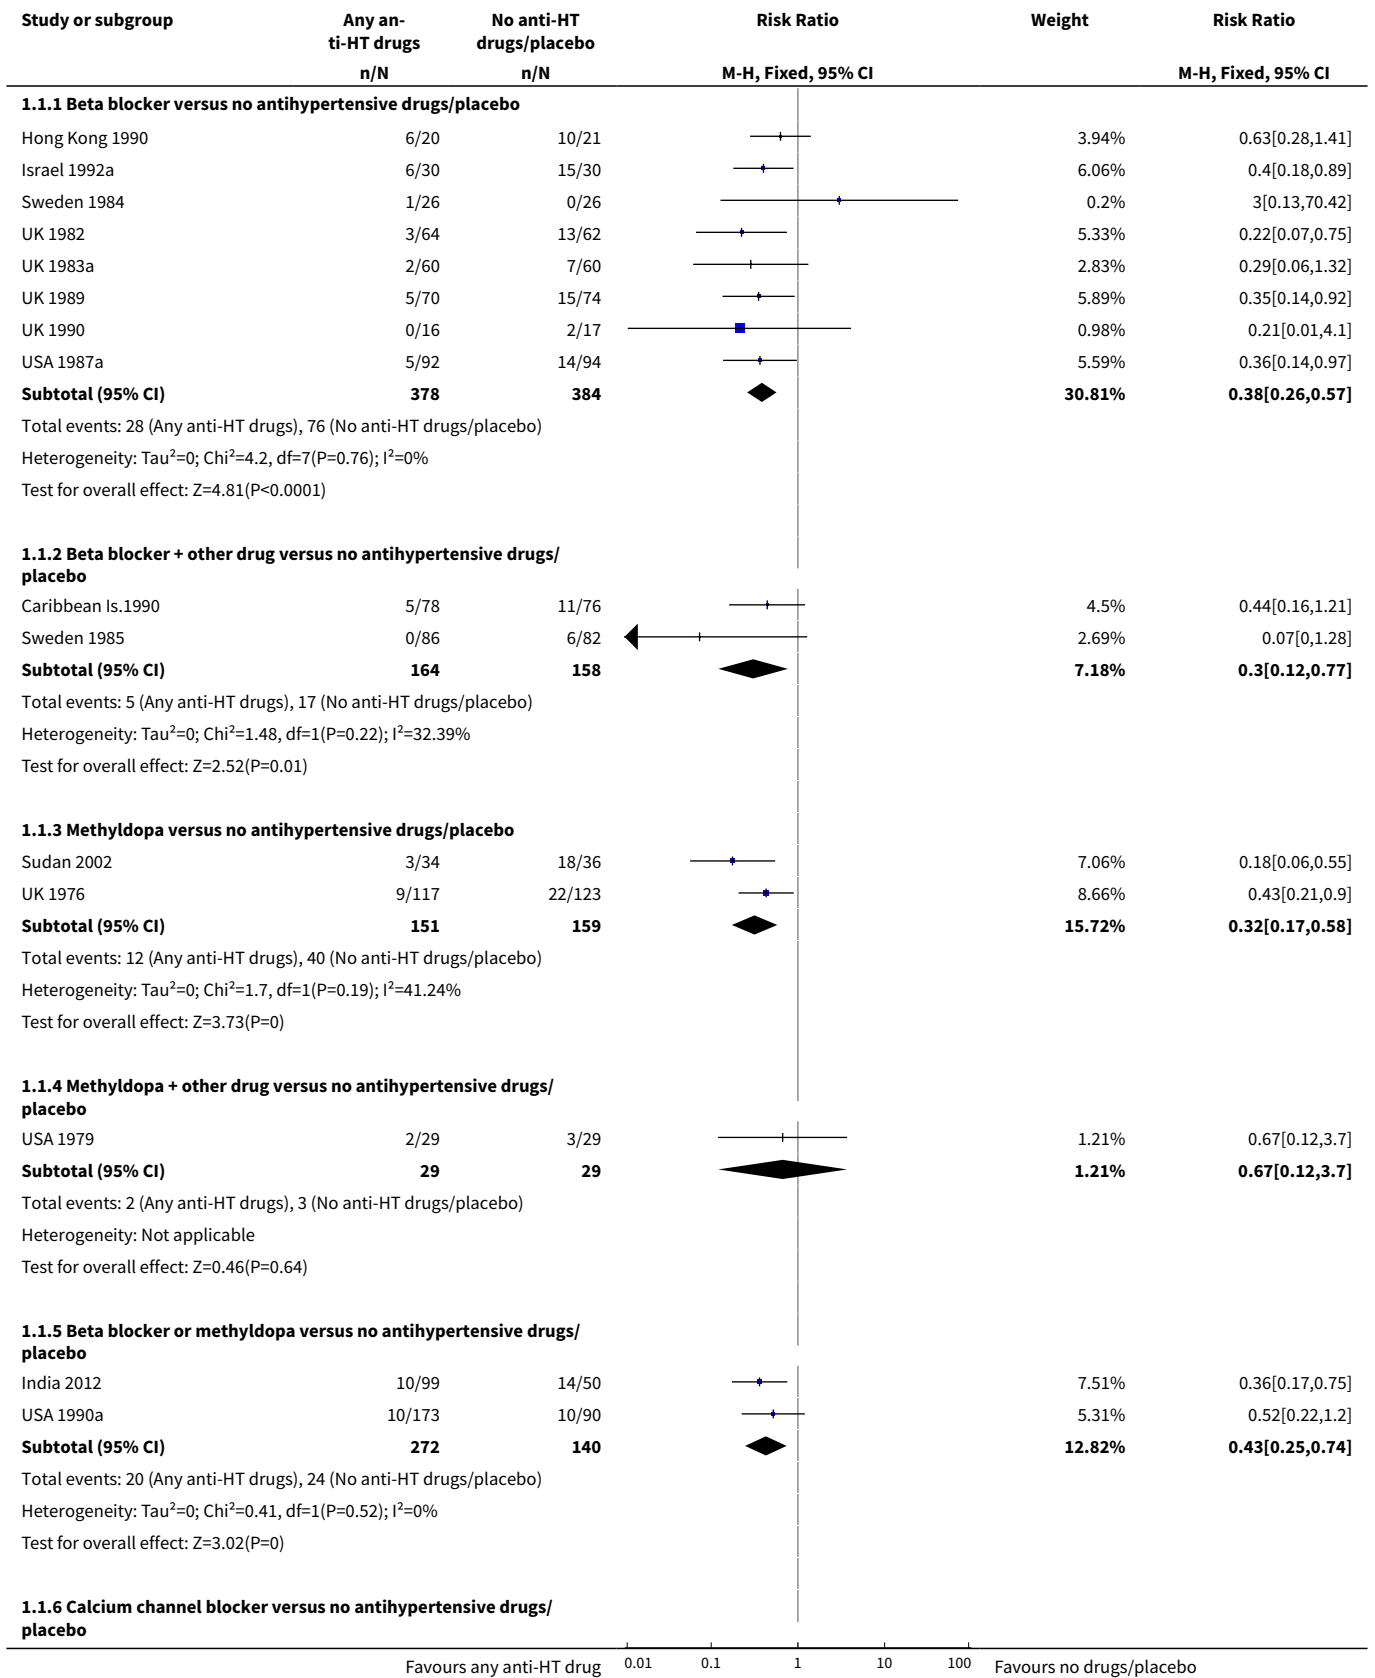 Study or subgroup Any an- No anti-HT Risk Ratio Weight Risk Ratio
ti-HT drugs drugs/placebo
n/N n/N M-H, Fixed, 95% CI M-H, Fixed, 95% CI
1.1.1 Beta blocker versus no antihypertensive drugs/placebo
Hong Kong 1990 6/20 10/21 3.94% 0.63[0.28,1.41]
Israel 1992a 6/30 15/30 6.06% 0.4[0.18,0.89]
Sweden 1984 1/26 0/26 0.2% 3[0.13,70.42]
UK 1982 3/64 13/62 5.33% 0.22[0.07,0.75]
UK 1983a 2/60 7/60 2.83% 0.29[0.06,1.32]
UK 1989 5/70 15/74 5.89% 0.35[0.14,0.92]
UK 1990 0/16 2/17 0.98% 0.21[0.01,4.1]
USA 1987a 5/92 14/94 5.59% 0.36[0.14,0.97]
Subtotal (95% CI) 378 384 30.81% 0.38[0.26,0.57]
Total events: 28 (Any anti-HT drugs), 76 (No anti-HT drugs/placebo)
Heterogeneity: Tau²=0; Chi²=4.2, df=7(P=0.76); I²=0%
Test for overall effect: Z=4.81(P<0.0001)
1.1.2 Beta blocker + other drug versus no antihypertensive drugs/
placebo
Caribbean Is.1990 5/78 11/76 4.5% 0.44[0.16,1.21]
Sweden 1985 0/86 6/82 2.69% 0.07[0,1.28]
Subtotal (95% CI) 164 158 7.18% 0.3[0.12,0.77]
Total events: 5 (Any anti-HT drugs), 17 (No anti-HT drugs/placebo)
Heterogeneity: Tau²=0; Chi²=1.48, df=1(P=0.22); I²=32.39%
Test for overall effect: Z=2.52(P=0.01)
1.1.3 Methyldopa versus no antihypertensive drugs/placebo
Sudan 2002 3/34 18/36 7.06% 0.18[0.06,0.55]
UK 1976 9/117 22/123 8.66% 0.43[0.21,0.9]
Subtotal (95% CI) 151 159 15.72% 0.32[0.17,0.58]
Total events: 12 (Any anti-HT drugs), 40 (No anti-HT drugs/placebo)
Heterogeneity: Tau²=0; Chi²=1.7, df=1(P=0.19); I²=41.24%
Test for overall effect: Z=3.73(P=0)
1.1.4 Methyldopa + other drug versus no antihypertensive drugs/
placebo
USA 1979 2/29 3/29 1.21% 0.67[0.12,3.7]
Subtotal (95% CI) 29 29 1.21% 0.67[0.12,3.7]
Total events: 2 (Any anti-HT drugs), 3 (No anti-HT drugs/placebo)
Heterogeneity: Not applicable
Test for overall effect: Z=0.46(P=0.64)
1.1.5 Beta blocker or methyldopa versus no antihypertensive drugs/
placebo
India 2012 10/99 14/50 7.51% 0.36[0.17,0.75]
USA 1990a 10/173 10/90 5.31% 0.52[0.22,1.2]
Subtotal (95% CI) 272 140 12.82% 0.43[0.25,0.74]
Total events: 20 (Any anti-HT drugs), 24 (No anti-HT drugs/placebo)
Heterogeneity: Tau²=0; Chi²=0.41, df=1(P=0.52); I²=0%
Test for overall effect: Z=3.02(P=0)
1.1.6 Calcium channel blocker versus no antihypertensive drugs/
placebo
Favours any anti-HT drug 0.01 0.1 1 10 100 Favours no drugs/placebo